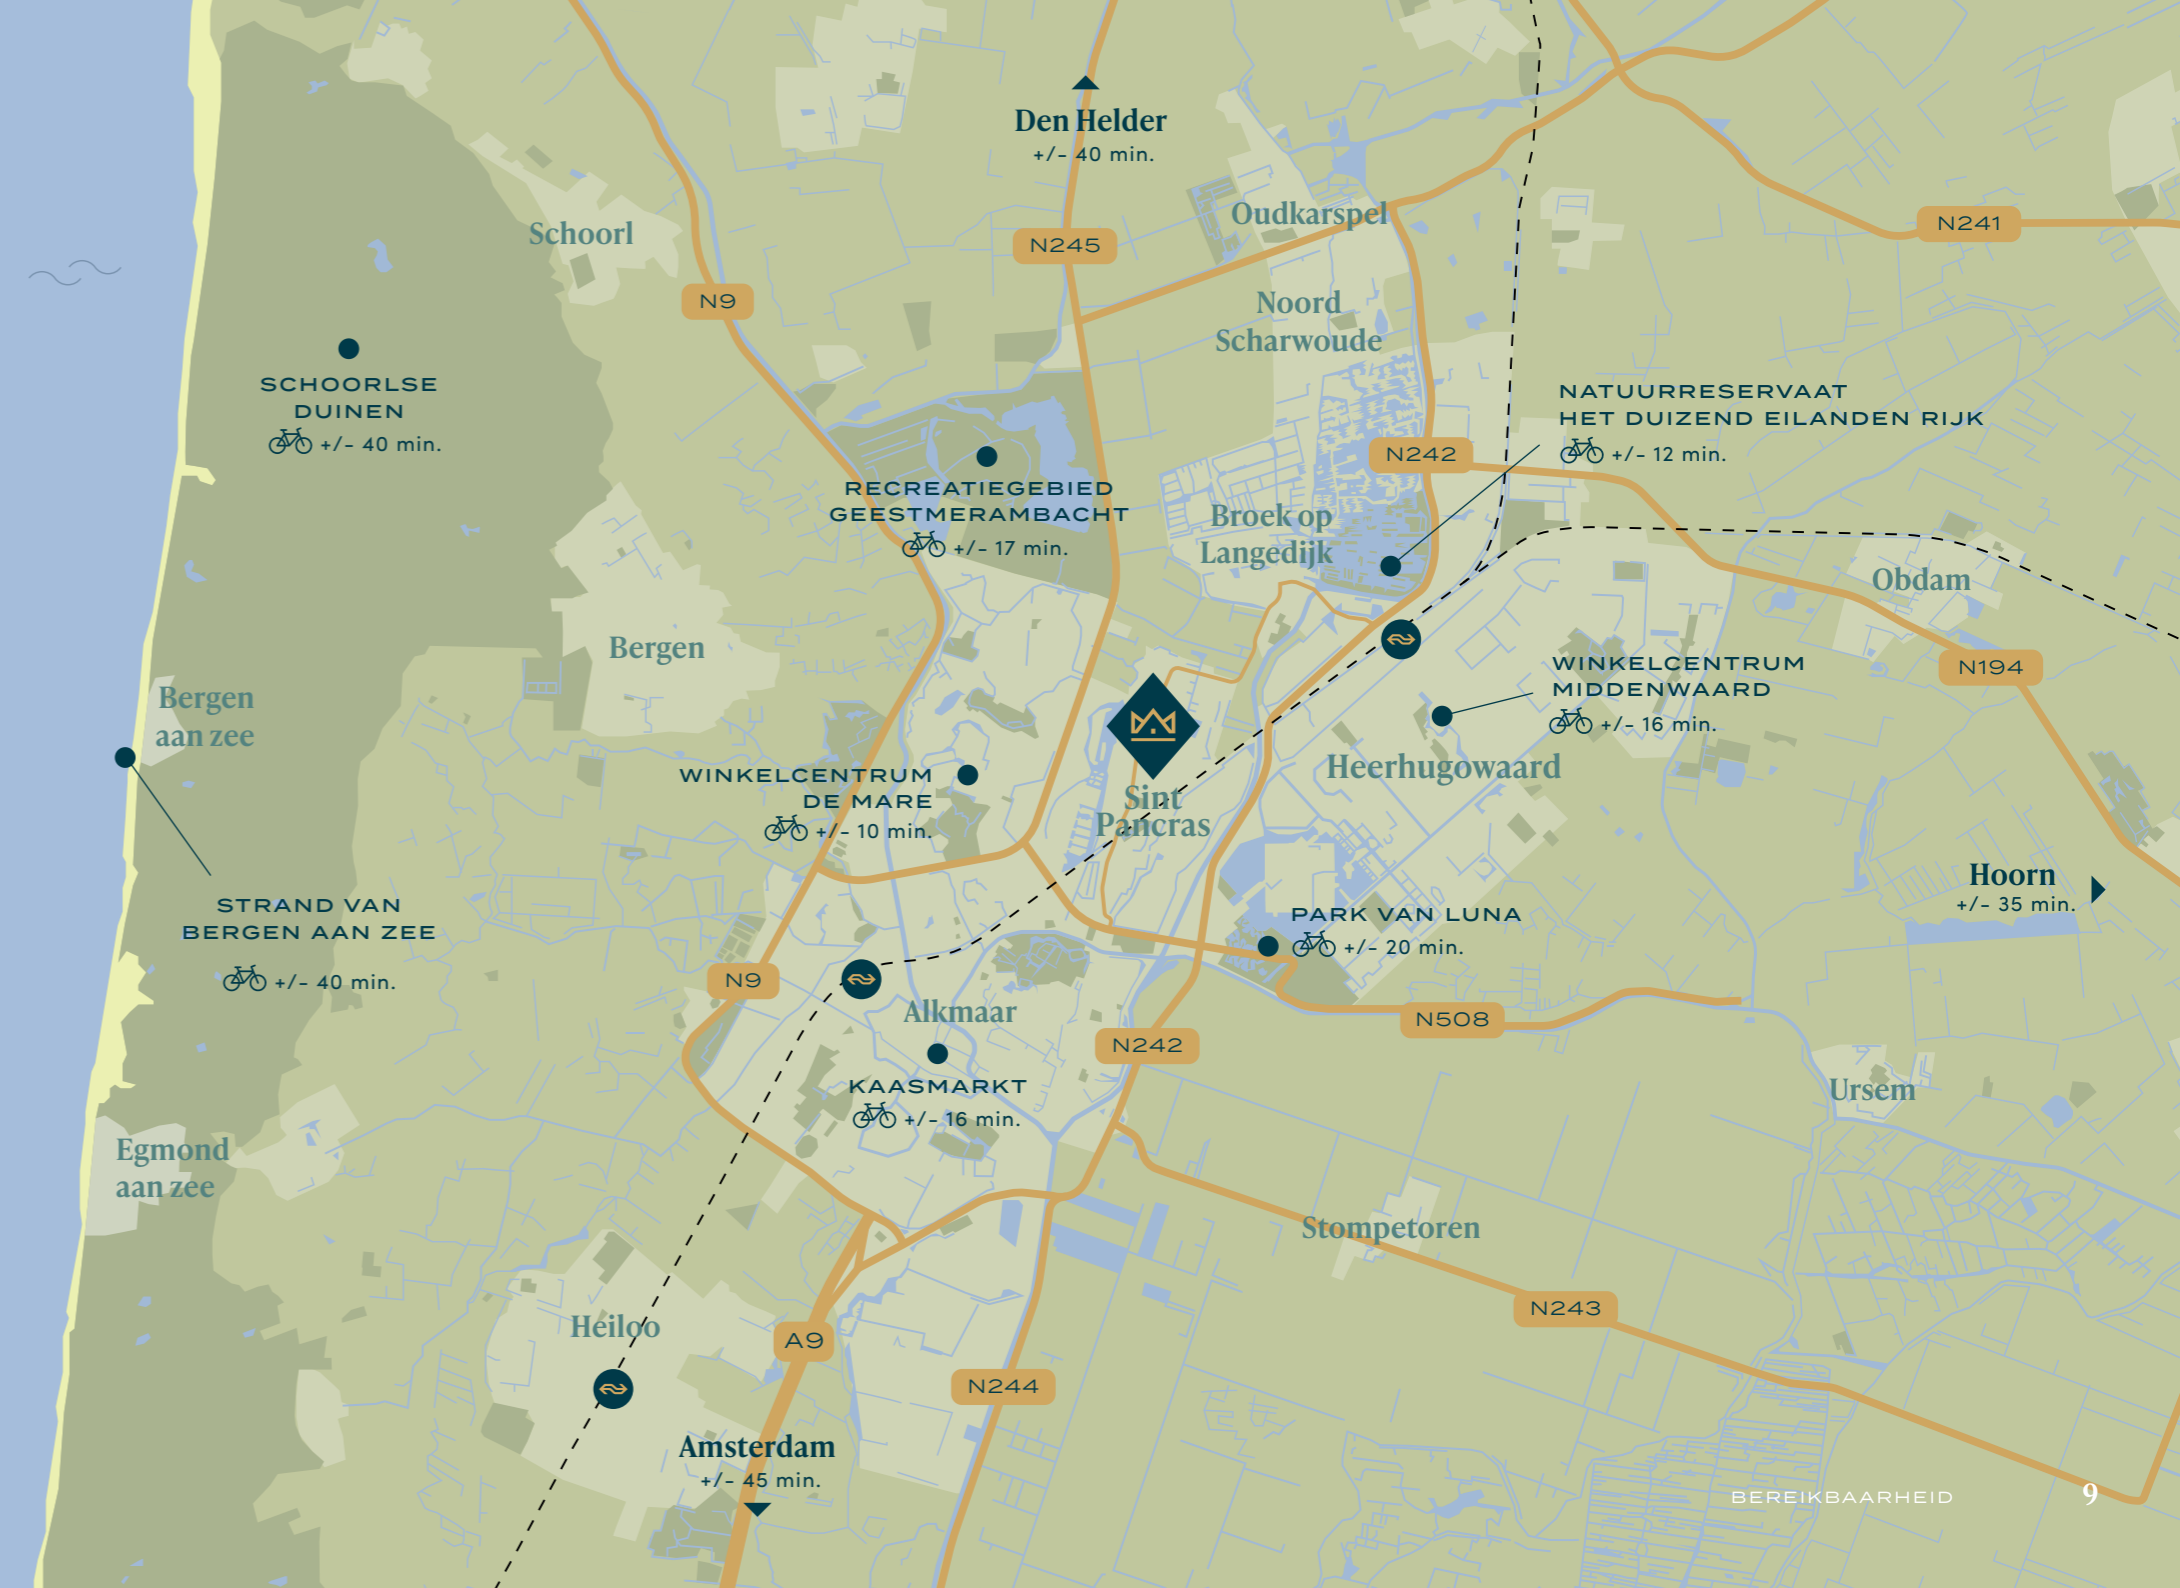 Den Helder
+/- 40 min.
Oudkarspel
N241
Schoorl
N245
N9
Noord
Scharwoude
SCHOORLSE
DUINEN
+/- 40 min.
NATUURRESERVAAT
HET DUIZEND EILANDEN RIJK
+/- 12 min.
N242
RECREATIEGEBIED
GEESTMERAMBACHT
+/- 17 min.
Broek op
Langedijk
Obdam
Bergen
N194
WINKELCENTRUM
MIDDENWAARD
+/- 16 min.
Bergen
aan zee
Heerhugowaard
WINKELCENTRUM
DE MARE
+/- 10 min.
Sint
Pancras
Hoorn
+/- 35 min.
STRAND VAN
BERGEN AAN ZEE
+/- 40 min.
PARK VAN LUNA
+/- 20 min.
N9
Alkmaar
N508
N242
KAASMARKT
+/- 16 min.
Ursem
Egmond
aan zee
Stompetoren
N243
Heiloo
A9
N244
Amsterdam
+/- 45 min.
BEREIKBAARHEID 9